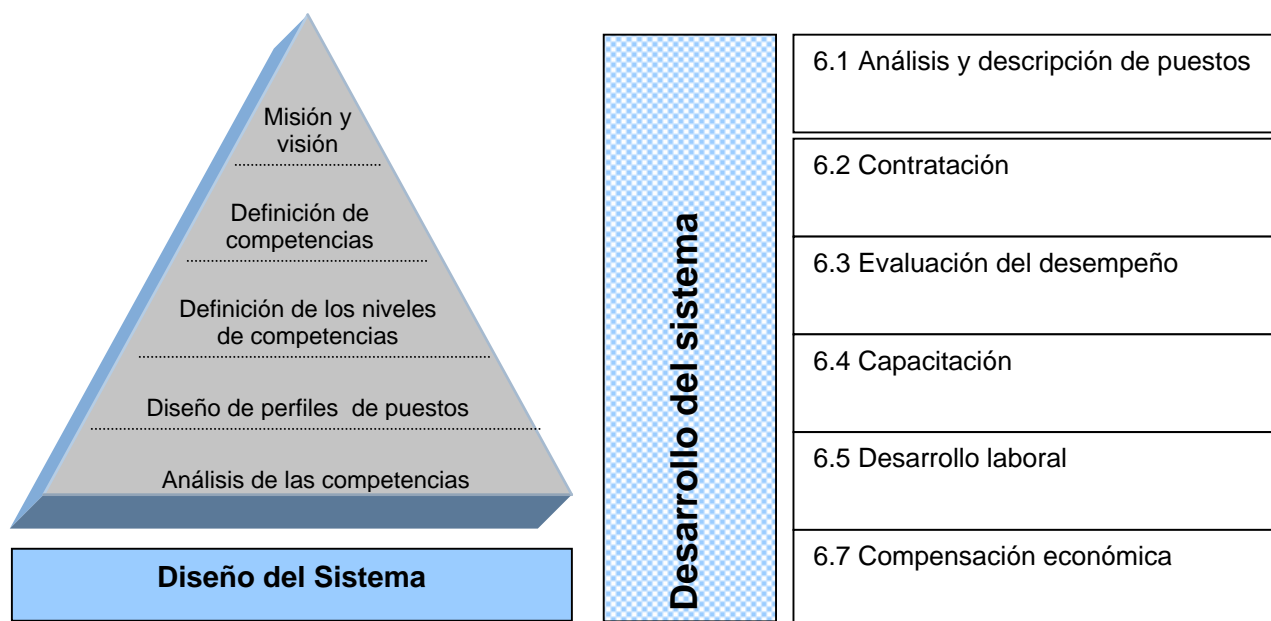 Misión y
visión
Definición de
competencias
Definición de los niveles
de competencias
Diseño de perfiles de puestos
Análisis de las competencias
Diseño del Sistema
Desarrollo del sistema
6.1 Análisis y descripción de puestos
6.2 Contratación
6.3 Evaluación del desempeño
6.4 Capacitación
6.5 Desarrollo laboral
6.7 Compensación económica